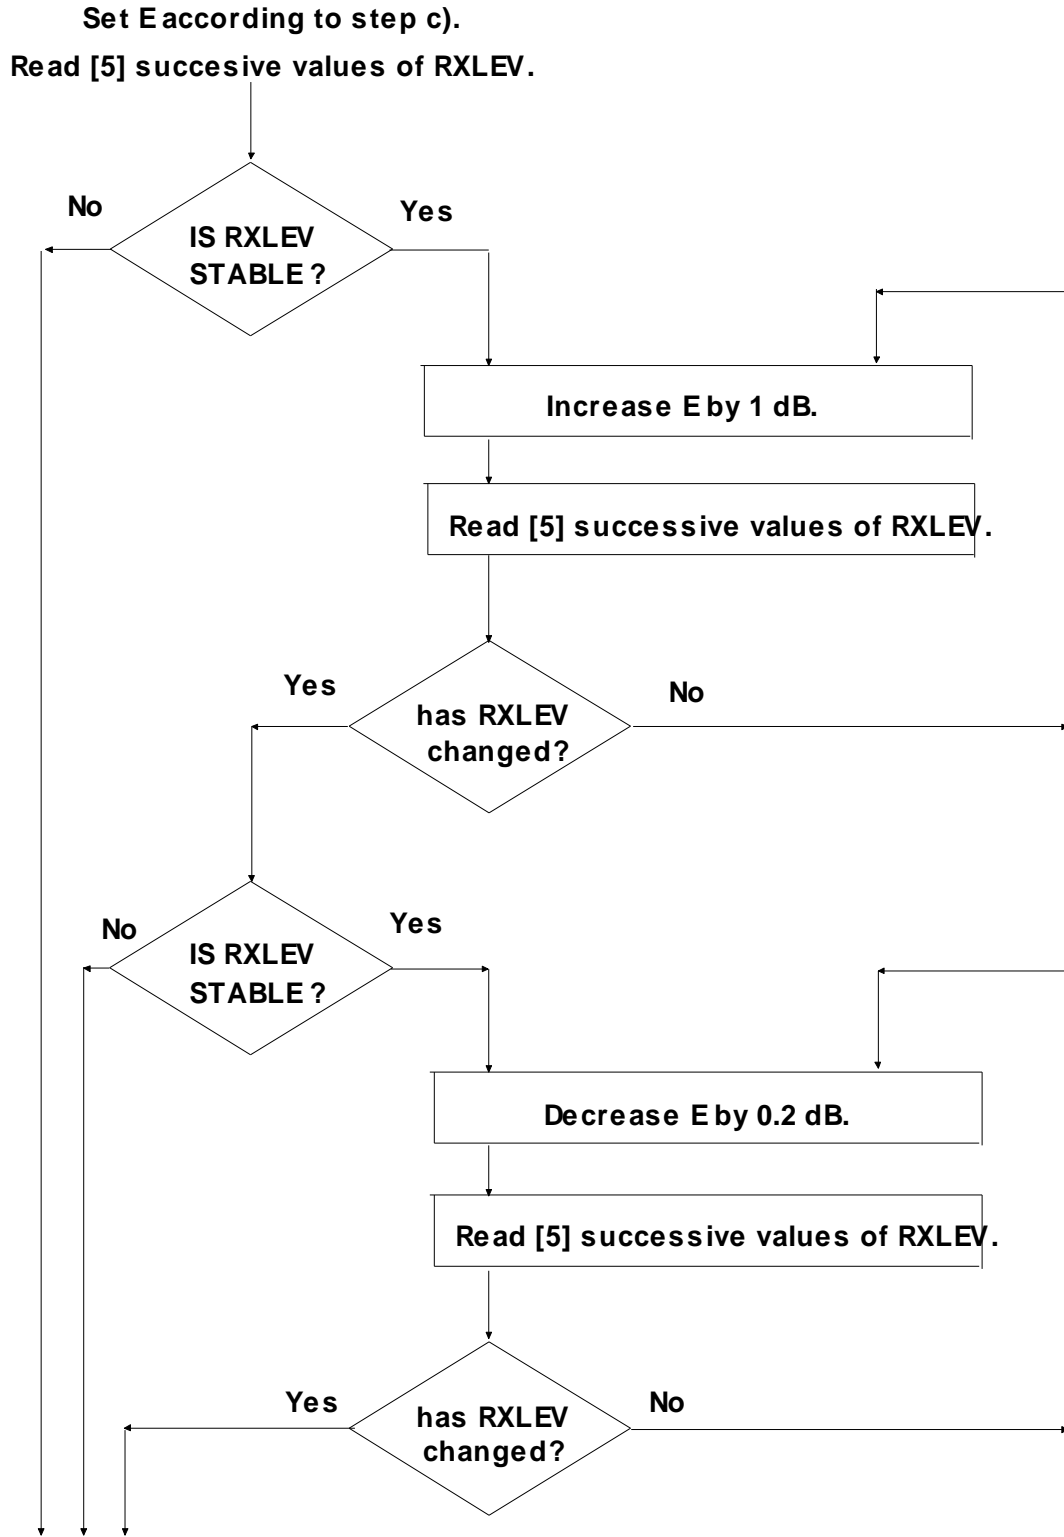 Set E according to step c).
Read [5] succesive values of RXLEV.
No
Yes
IS RXLEV
STABLE ?
Increase E by 1 dB.
Read [5] successive values of RXLEV.
Yes
No
has RXLEV
changed?
No
Yes
IS RXLEV
STABLE ?
Decrease E by 0.2 dB.
Read [5] successive values of RXLEV.
Yes
No
has RXLEV
changed?